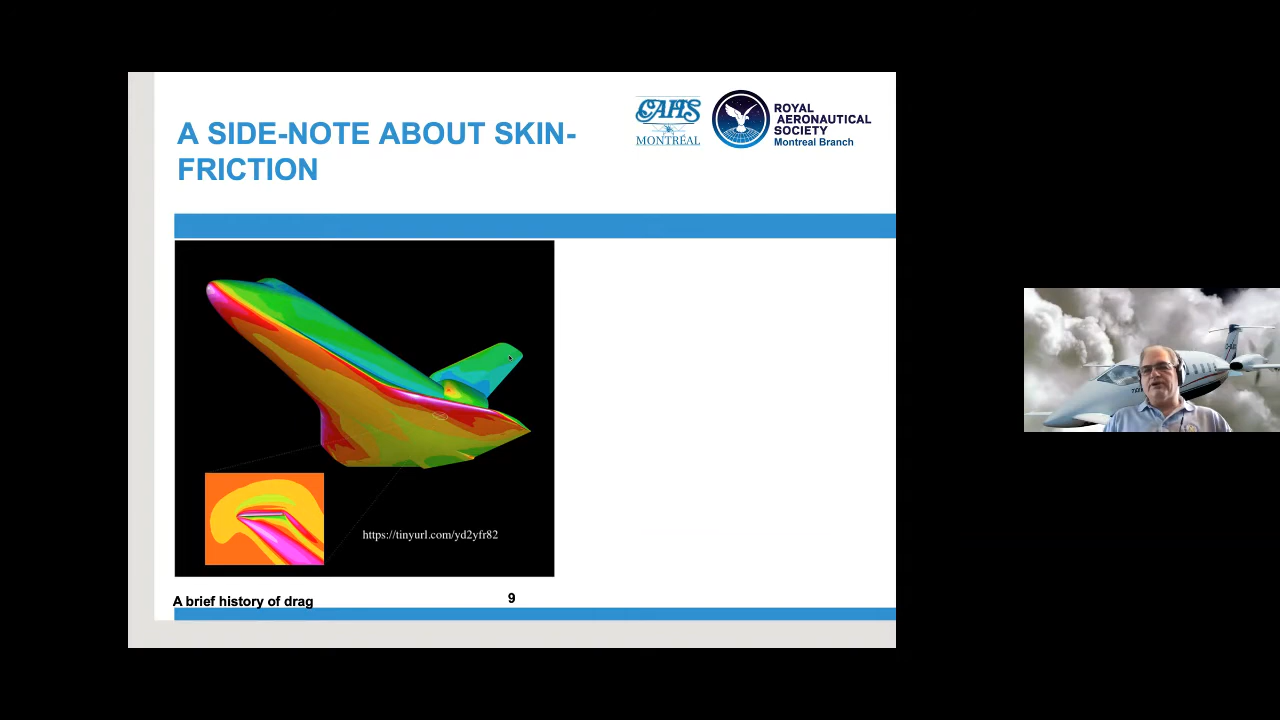 A SIDE-NOTE ABOUT SKIN-
FRICTION
CAHS
MONTRÉAL
ROYAL
AERONAUTICAL
SOCIETY
Montreal Branch
https://tinyurl.com/yd2yfr82
A brief history of drag
9